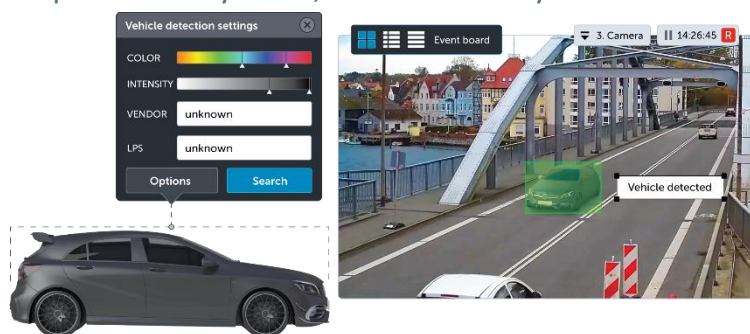 Vehicle detection settings
COLOR
INTENSITY
VENDOR
unknown
LPS
unknown
Options
Search
Event board
3. Camera
14:26:45 R
Vehicle detected